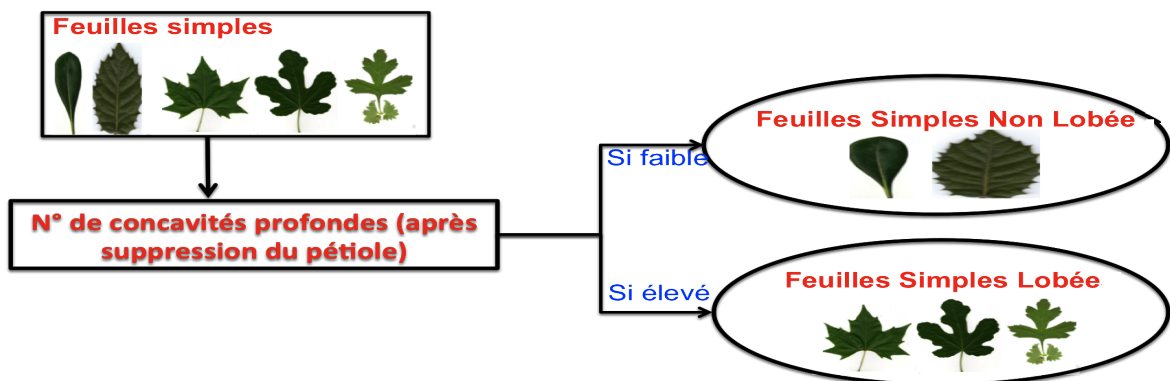 Feuilles simples
N° de concavités profondes (après
suppression du pétiole)
Si faible
Feuilles Simples Non Lobée
Si élevé
Feuilles Simples Lobée